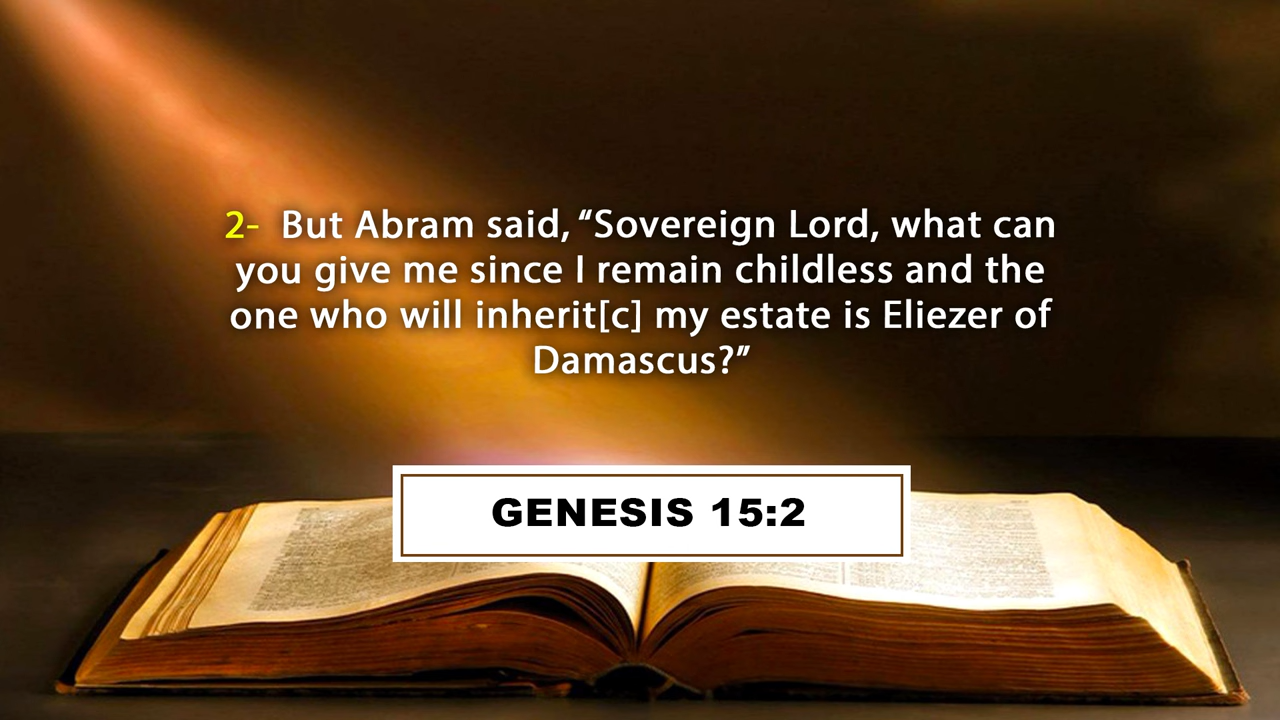 2- But Abram said, “Sovereign Lord, what can
you give me since I remain childless and the
one who will inherit[c] my estate is Eliezer of
Damascus?”
GENESIS 15:2